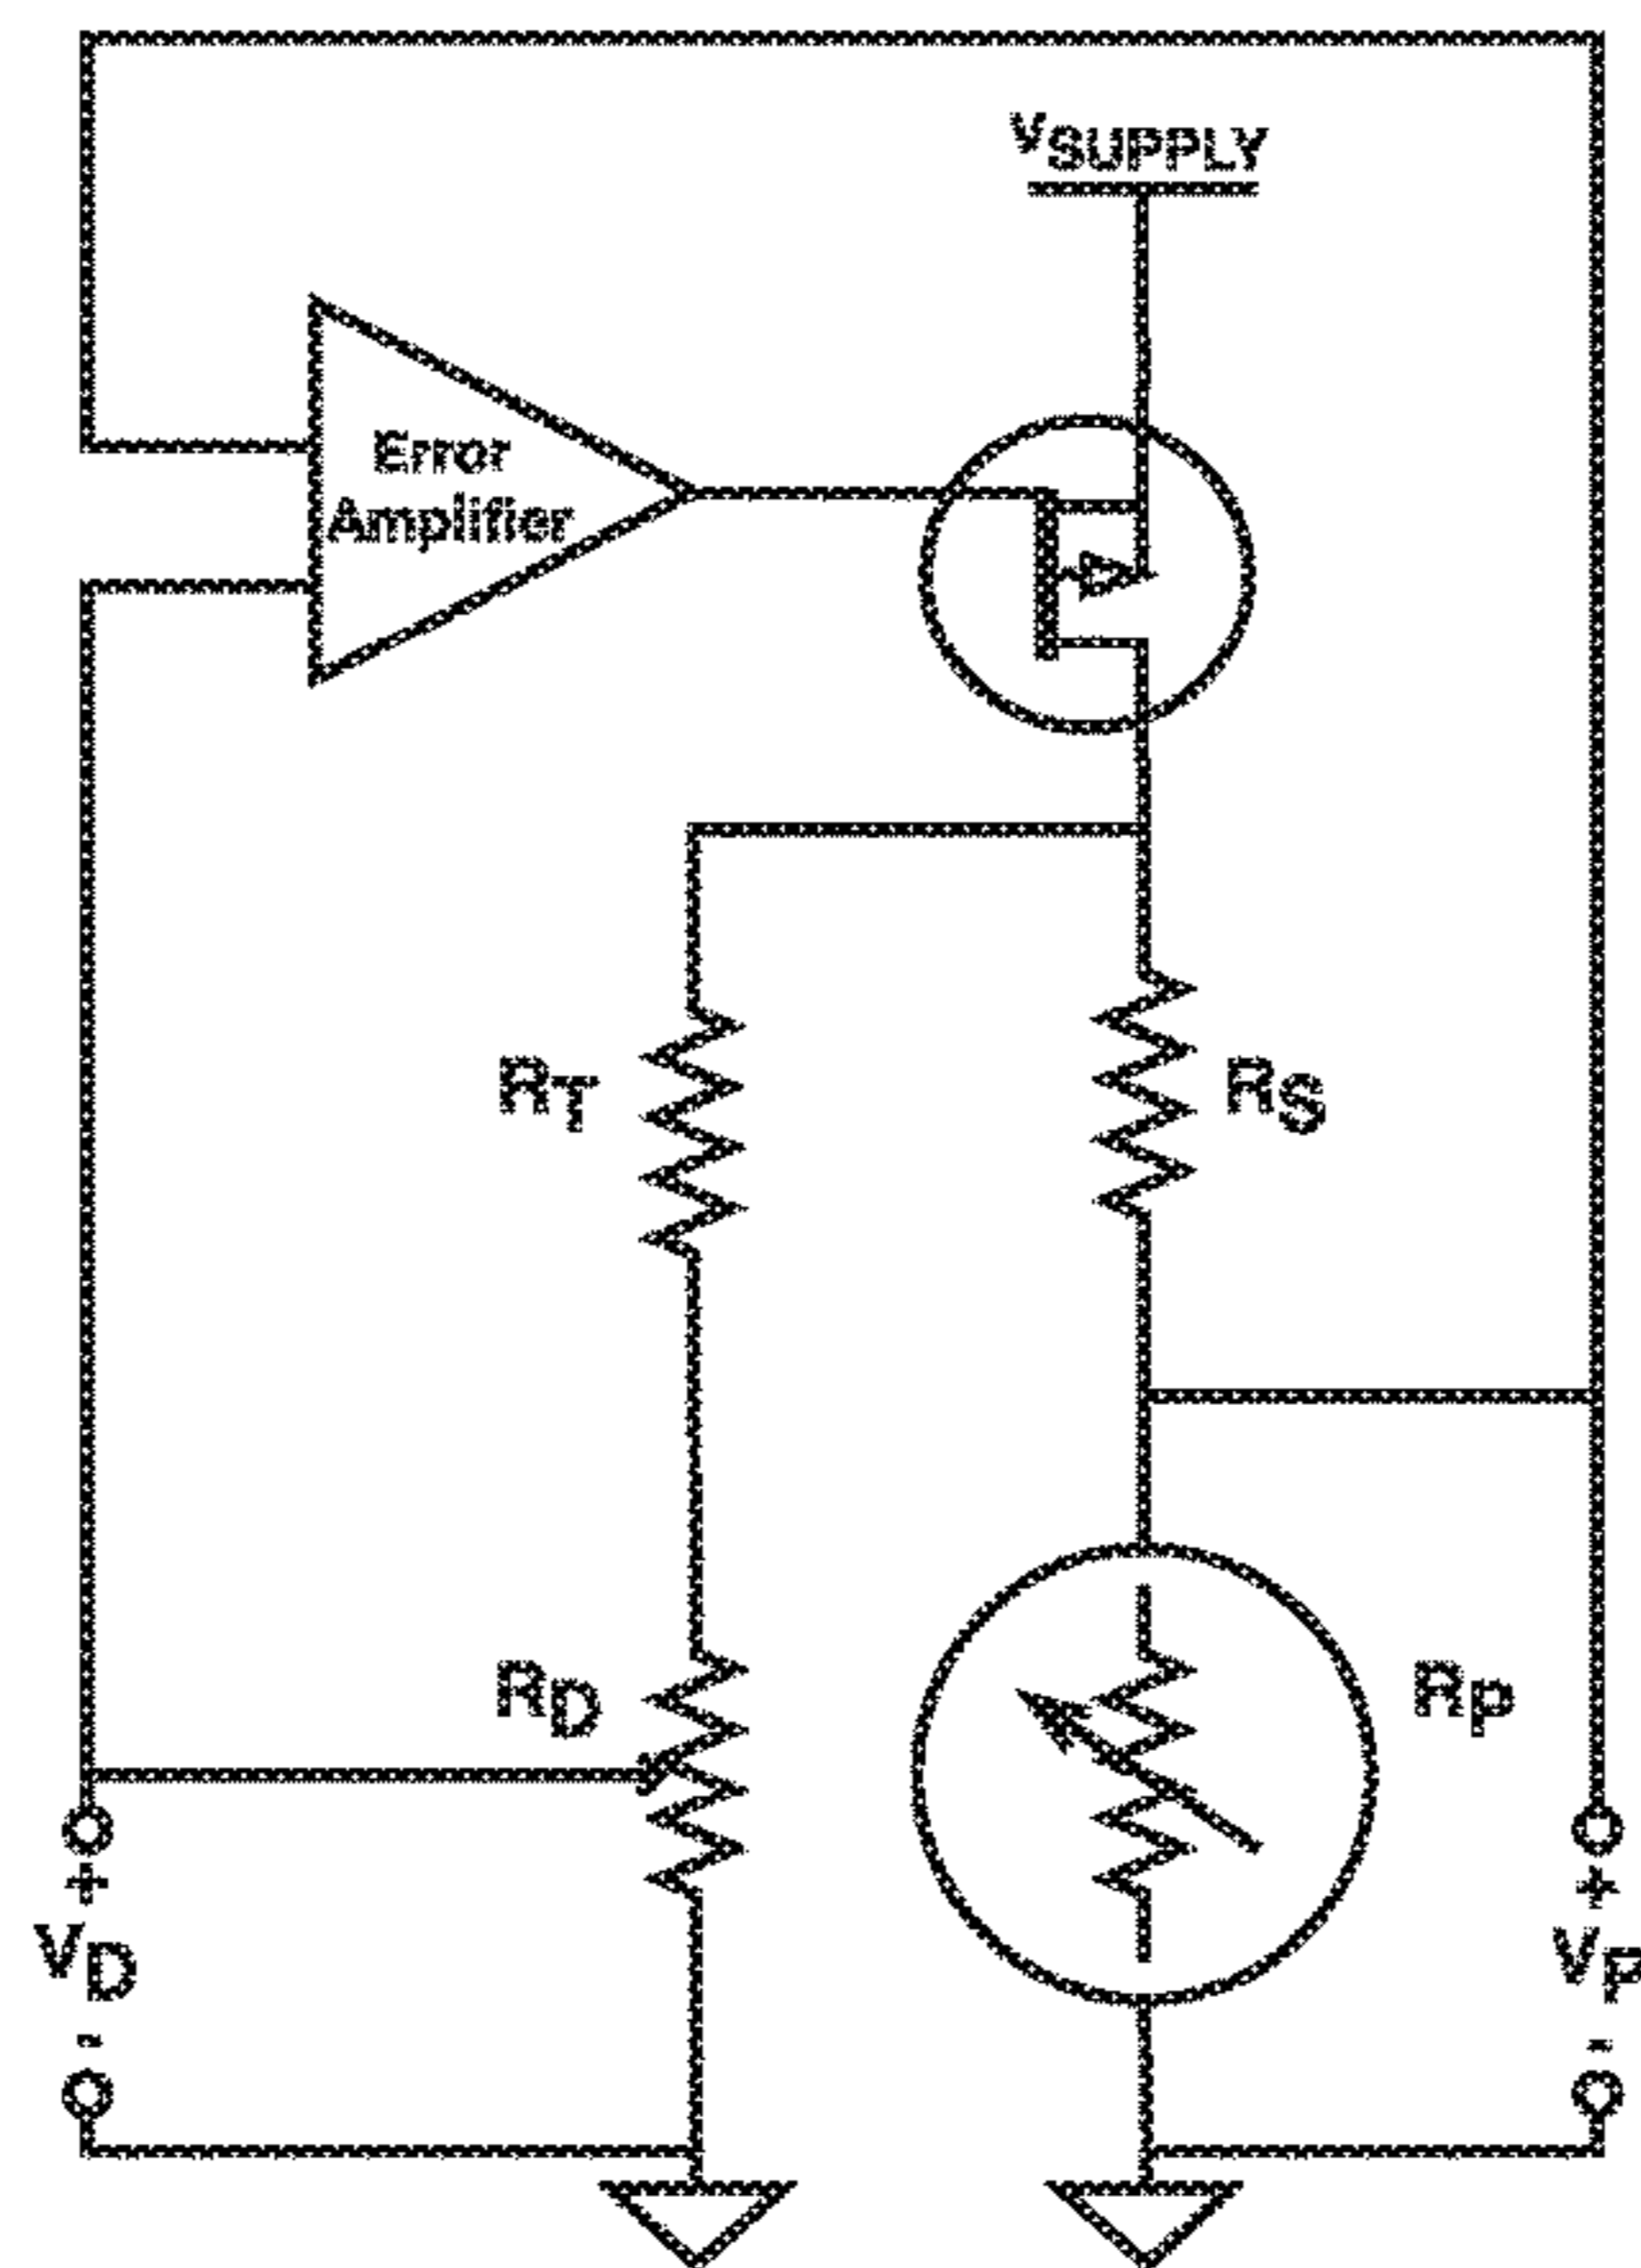 VSUPPLY
Error
Amplifier
RT
RS
RD
RP
+
+
VD
VP
-
-